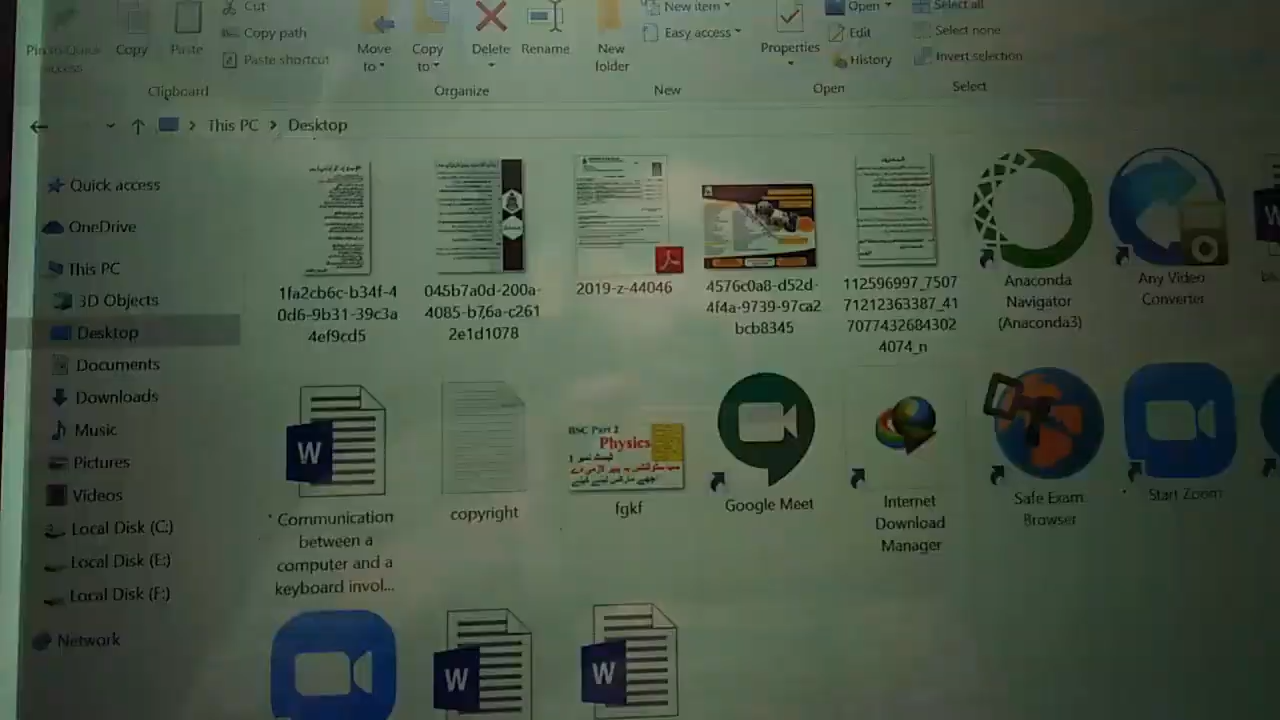 Cut
Copy path
Paste shortcut
Copy
Paste
Clipboard
Move
to
Copy
to
Delete
Rename
Organize
New
folder
New item
Easy access
New
Properties
Open
Edit
History
Open
Select all
Select none
Invert selection
Select
This PC > Desktop
Quick access
OneDrive
This PC
3D Objects
Desktop
Documents
Downloads
Music
Pictures
Videos
Local Disk (C:)
Local Disk (E:)
Local Disk (F:)
Network
1fa2cb6c-b34f-4
0d6-9b31-39c3a
4ef9cd5
045b7a0d-200a-
4085-b76a-c261
2e1d1078
2019-z-44046
4576c0a8-d52d-
4f4a-9739-97ca2
bcb8345
112596997_7507
71212363387_41
7077432684302
4074_n
Anaconda
Navigator
(Anaconda3)
Any Video
Converter
W
Communication
between a
computer and a
keyboard invol...
copyright
BSC Part 2
Physics
fgkf
Google Meet
Internet
Download
Manager
Safe Exam
Browser
Start Zoom
W
W